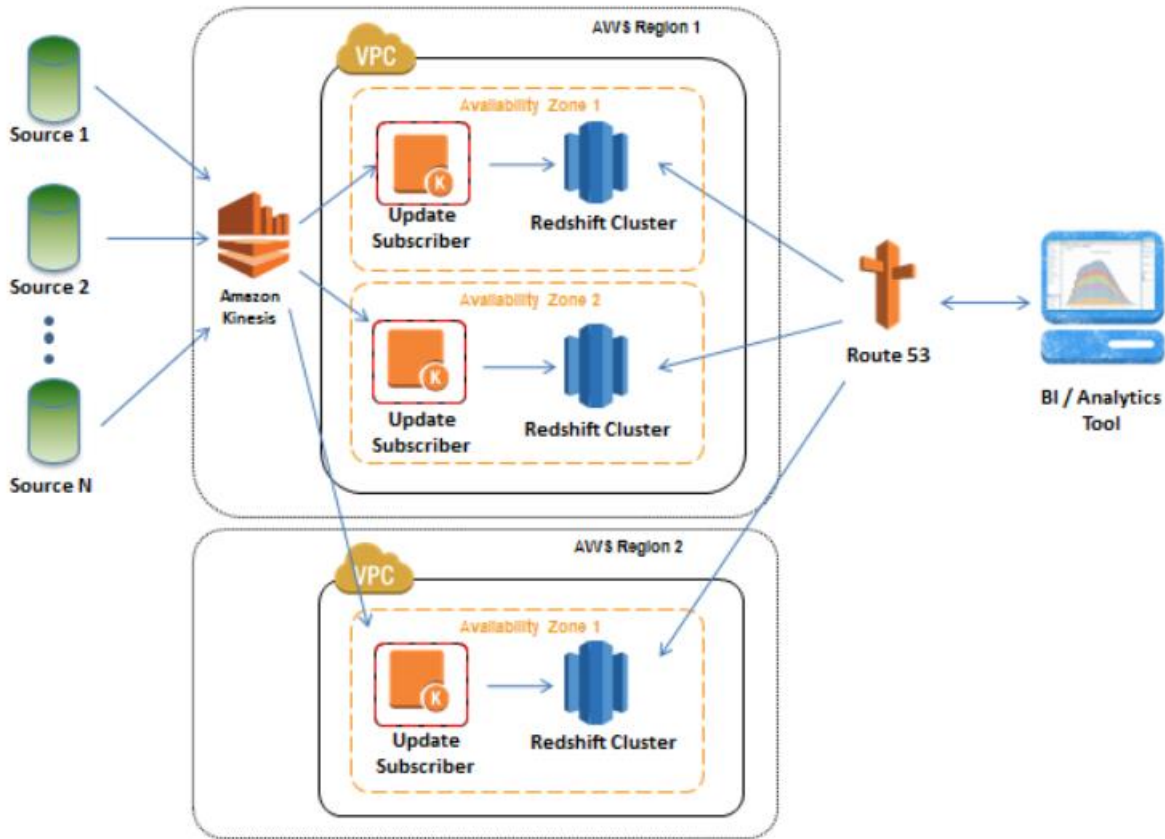 AWS Region 1
VPC
Availability Zone 1
Source 1
K
Update
Subscriber
Redshift Cluster
Source 2
Amazon
Kinesis
Availability Zone 2
K
Update
Subscriber
Redshift Cluster
Route 53
BI / Analytics
Tool
Source N
AWS Region 2
VPC
Availability Zone 1
K
Update
Subscriber
Redshift Cluster